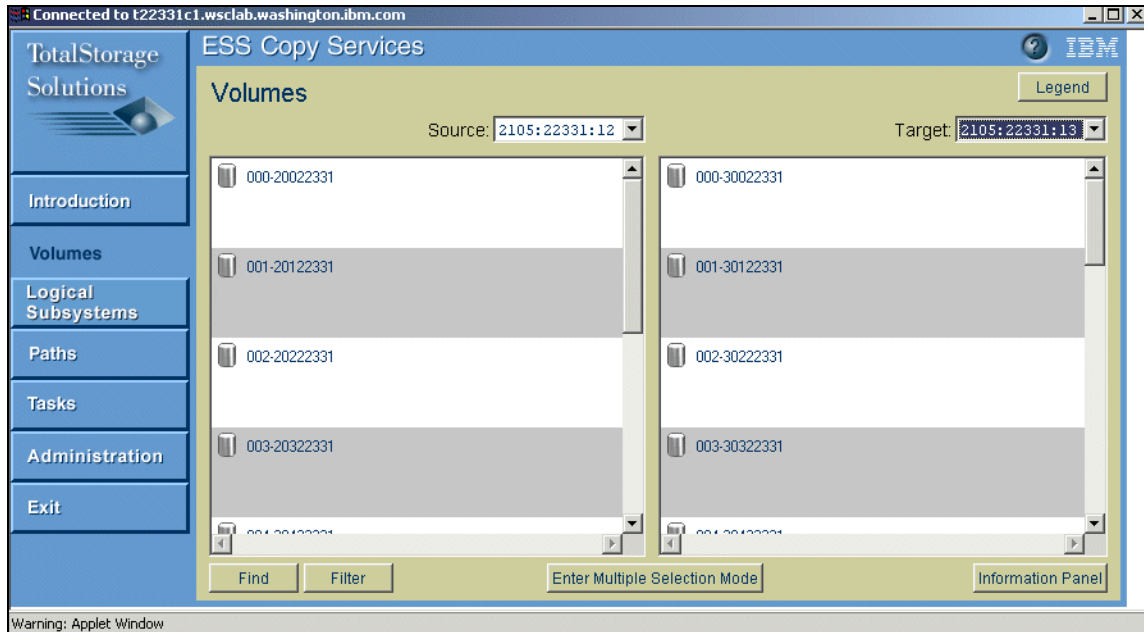 Connected to t22331c1.wsclab.washington.ibm.com
TotalStorage
Solutions
ESS Copy Services
? IBM
Volumes
Legend
Source: 2105:22331:12
Target: 2105:22331:13
Introduction
Volumes
Logical
Subsystems
Paths
Tasks
Administration
Exit
000-20022331
001-20122331
002-20222331
003-20322331
000-30022331
001-30122331
002-30222331
003-30322331
Find
Filter
Enter Multiple Selection Mode
Information Panel
Warning: Applet Window